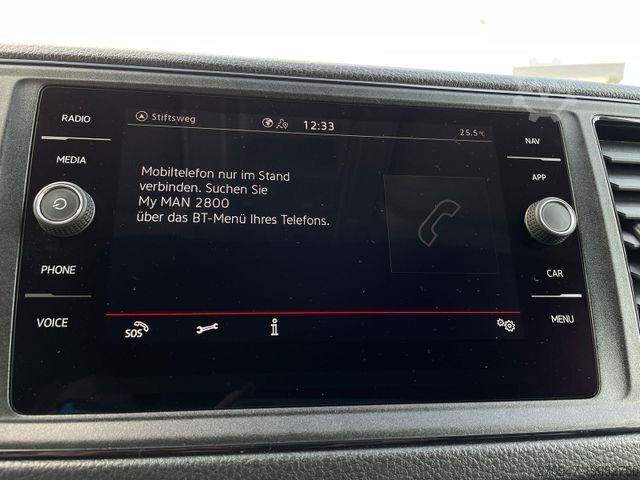 RADIO
MEDIA
PHONE
VOICE
Stiftsweg
12:33
25.5°C
Mobiltelefon nur im Stand
verbinden. Suchen Sie
My MAN 2800
über das BT-Menü Ihres Telefons.
SOS
i
NAV
APP
CAR
MENU